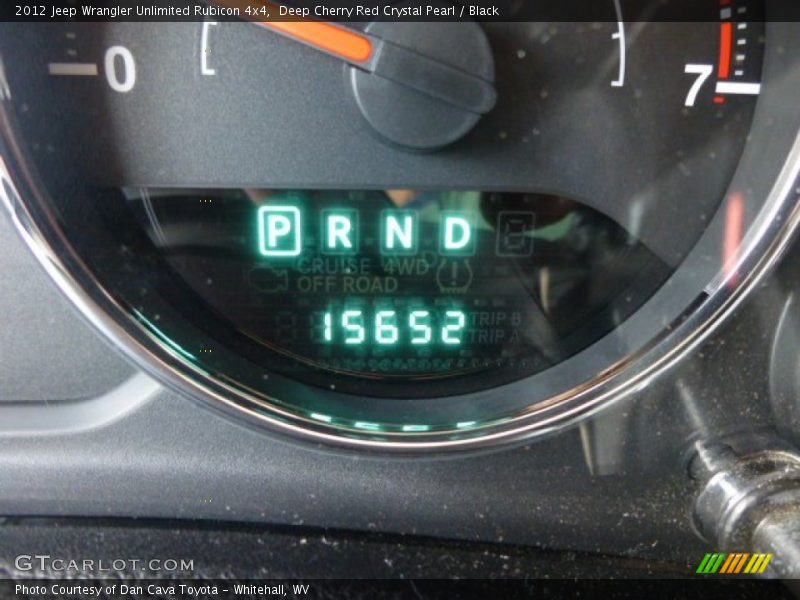 2012 Jeep Wrangler Unlimited Rubicon 4x4, Deep Cherry Red Crystal Pearl / Black
0
7
P R N D
CRUISE 4WD
OFF ROAD
15652
TRIP B
TRIP A
GTCARLOT.COM
Photo Courtesy of Dan Cava Toyota - Whitehall, WV